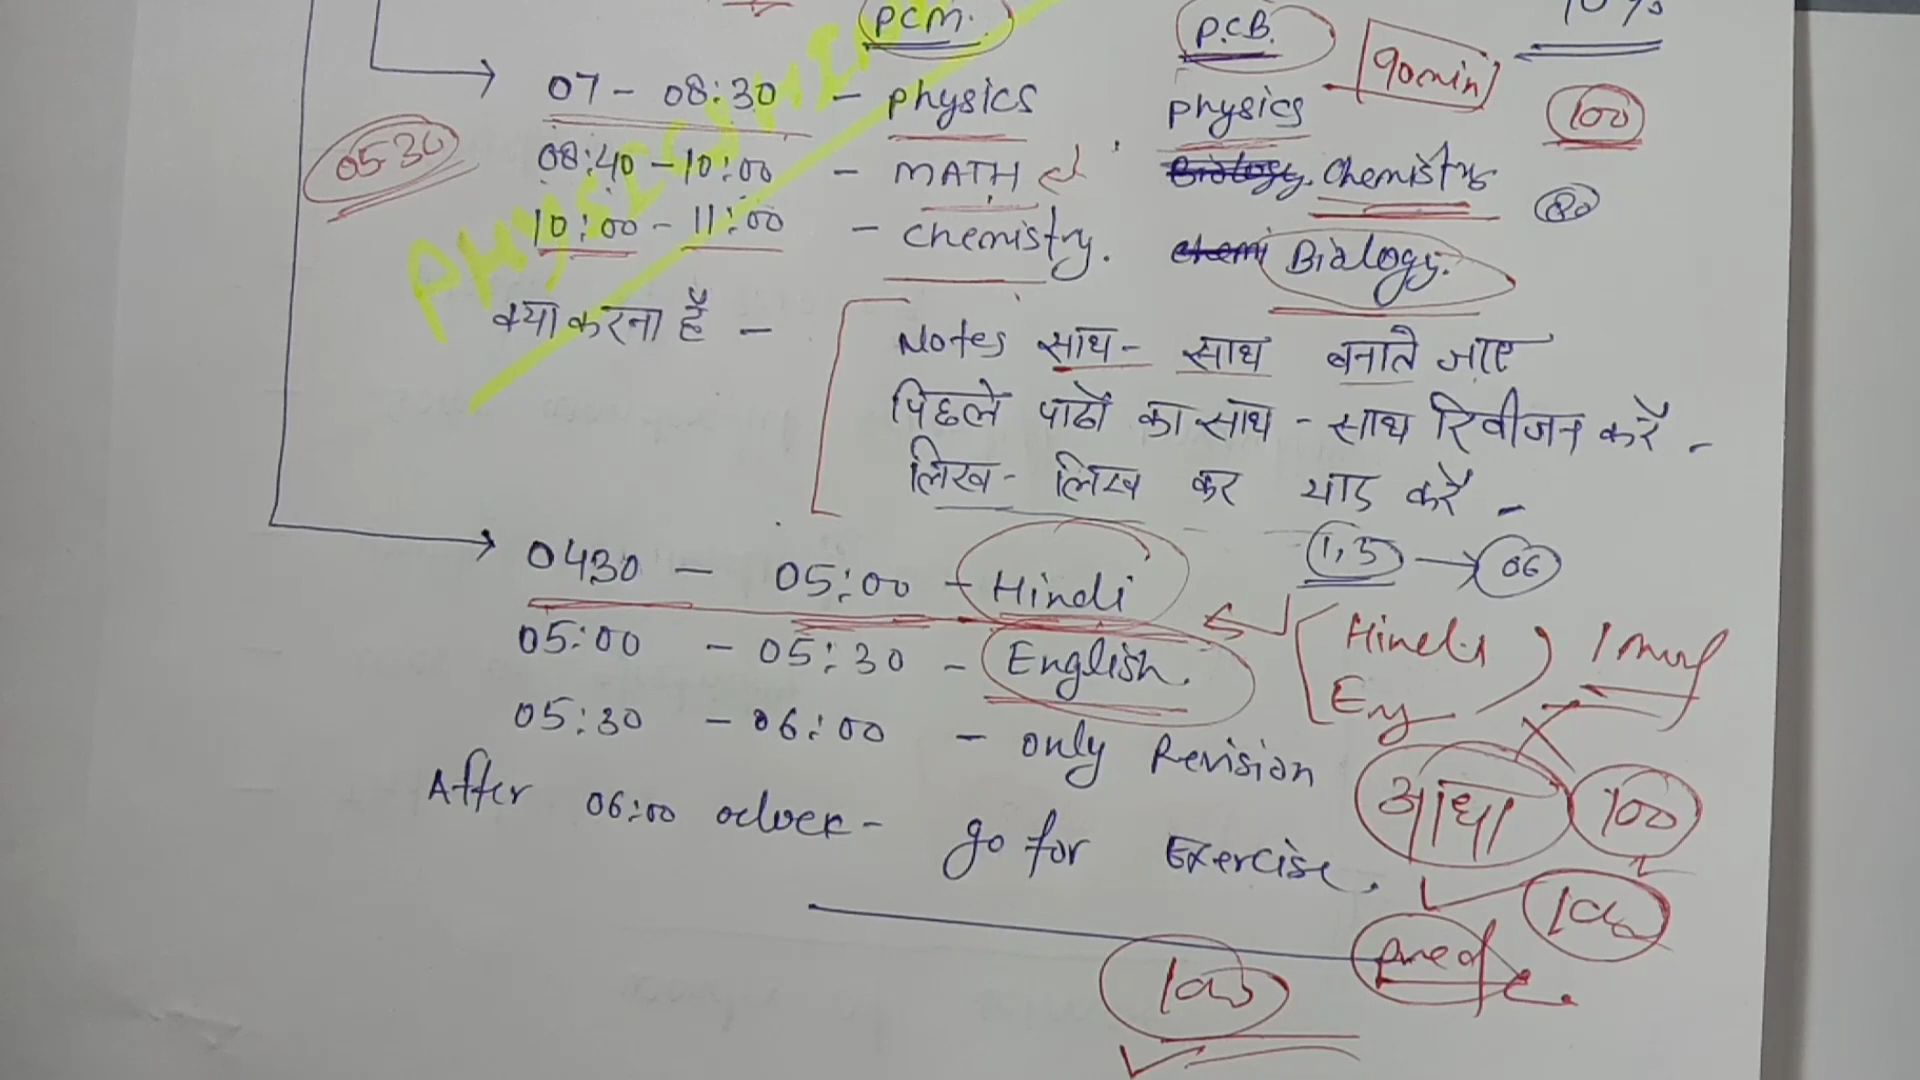 PCM. P.C.B.
07 - 08:30 - physics physics 90min 100
05 30
08:40 - 10:00 - MATH Biology. Chemistry 80
10:00 - 11:00 - chemistry. chemi Biology.
क्या करना है -
Notes साथ - साथ बनाते जाए
पिछले पाठों का साथ - साथ रिवीजन करें -
लिख - लिख कर याद करें -
1,5 → 06
0430 - 05:00 - Hindi
05:00 - 05:30 - English.
Hindi
Eng
05:30 - 06:00 - only Revision
आधा 100
After 06:00 oclock - go for Exercise.
100
100